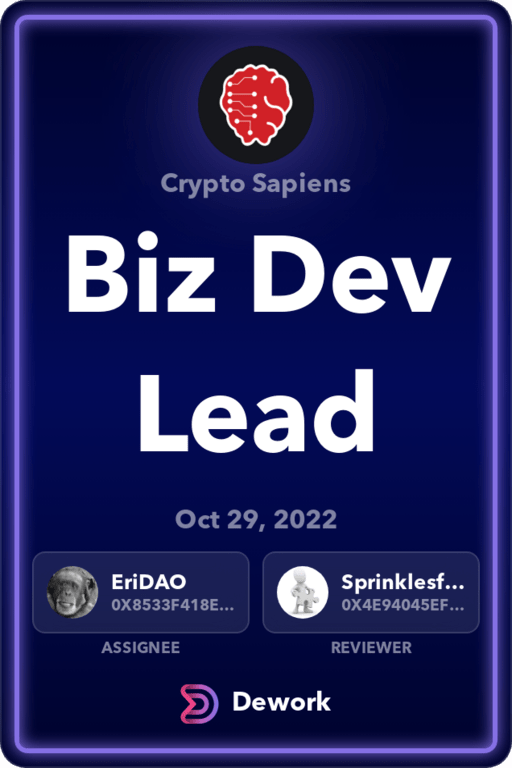 Crypto Sapiens
Biz Dev
Lead
Oct 29, 2022
EriDAO
0X8533F418E...
Sprinklesf...
0X4E94045EF...
ASSIGNEE
REVIEWER
Dework